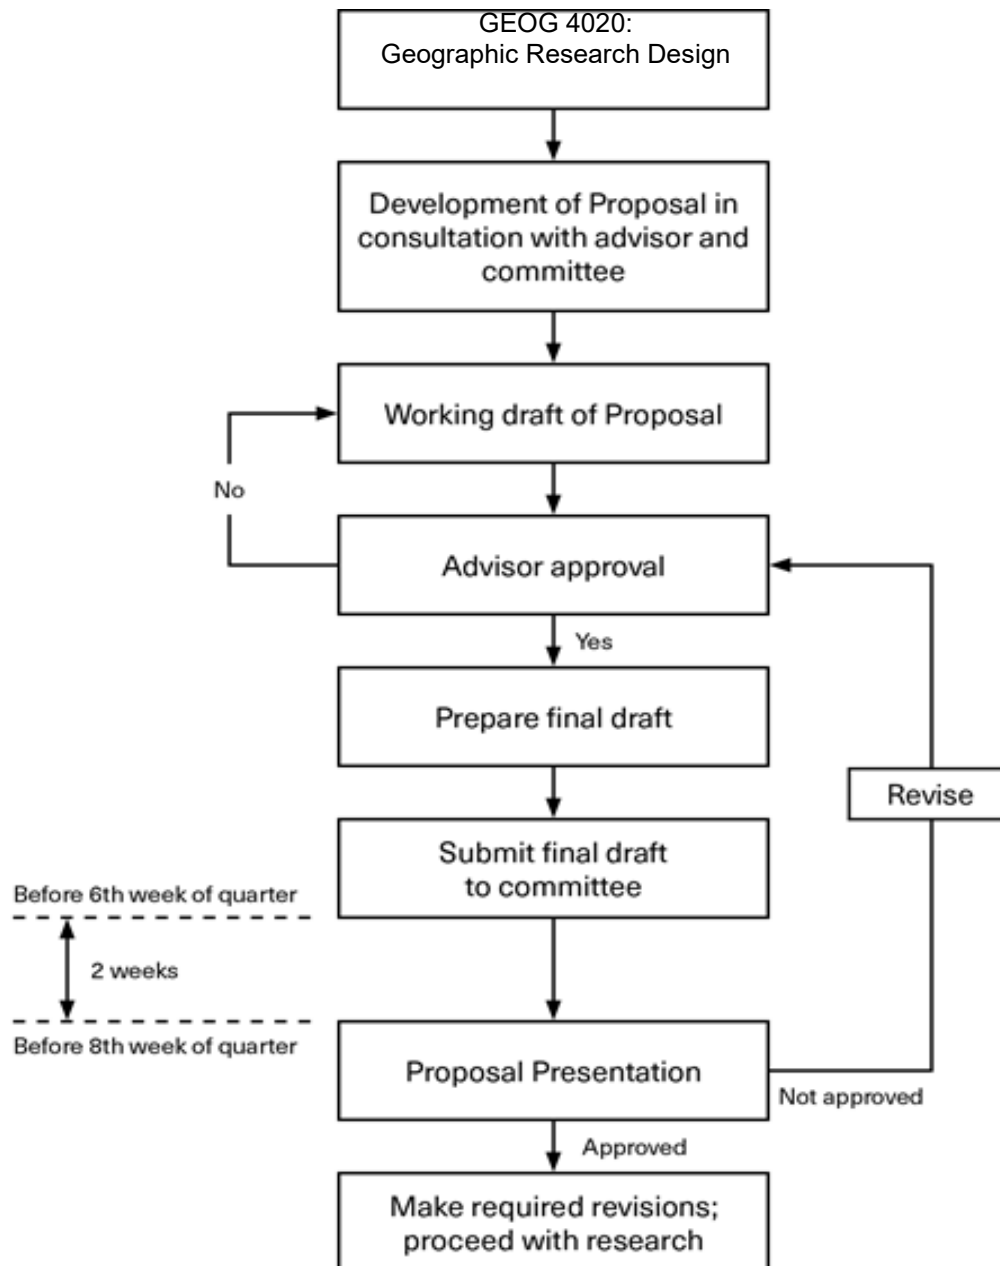 GEOG 4020:
Geographic Research Design
Development of Proposal in
consultation with advisor and
committee
Working draft of Proposal
No
Advisor approval
Yes
Prepare final draft
Revise
Submit final draft
to committee
Before 6th week of quarter
2 weeks
Before 8th week of quarter
Proposal Presentation
Not approved
Approved
Make required revisions;
proceed with research